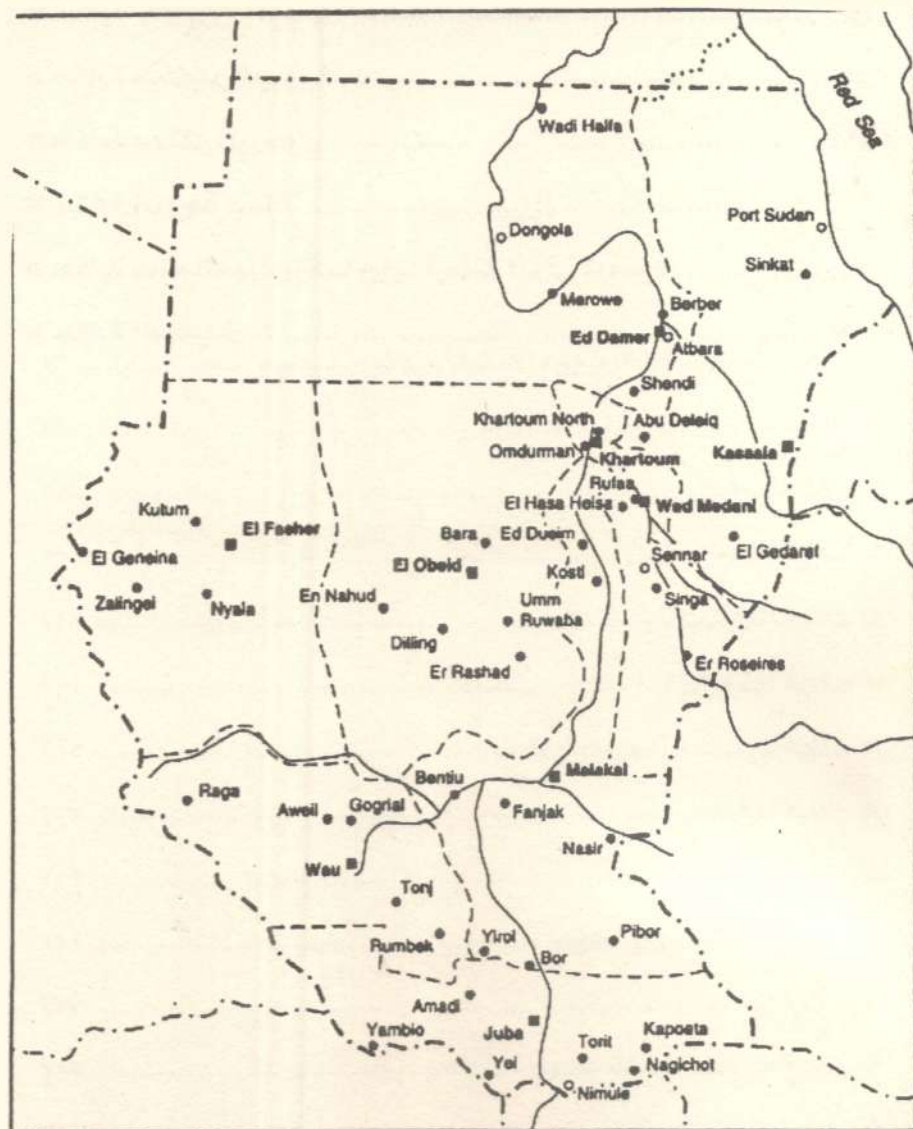 Red Sea
Wadi Halfa
Port Sudan
Dongola
Sinkat
Merowe
Berber
Ed Damer
Atbara
Shendi
Khartoum North
Abu Deleiq
Omdurman
Khartoum
Kassala
Rufaa
El Hasa Heisa
Wad Medani
Kutum
El Fasher
Bara
Ed Dueim
El Gedaref
El Geneina
El Obeid
Sennar
Kosti
Zalingei
Nyala
En Nahud
Umm
Ruwaba
Singa
Dilling
Er Rashad
Er Roseires
Malakal
Bentiu
Raga
Aweil
Gogrial
Fanjak
Nasir
Wau
Tonj
Rumbek
Yirol
Pibor
Bor
Amadi
Juba
Yambio
Torit
Kapoeta
Yei
Nagichot
Nimule